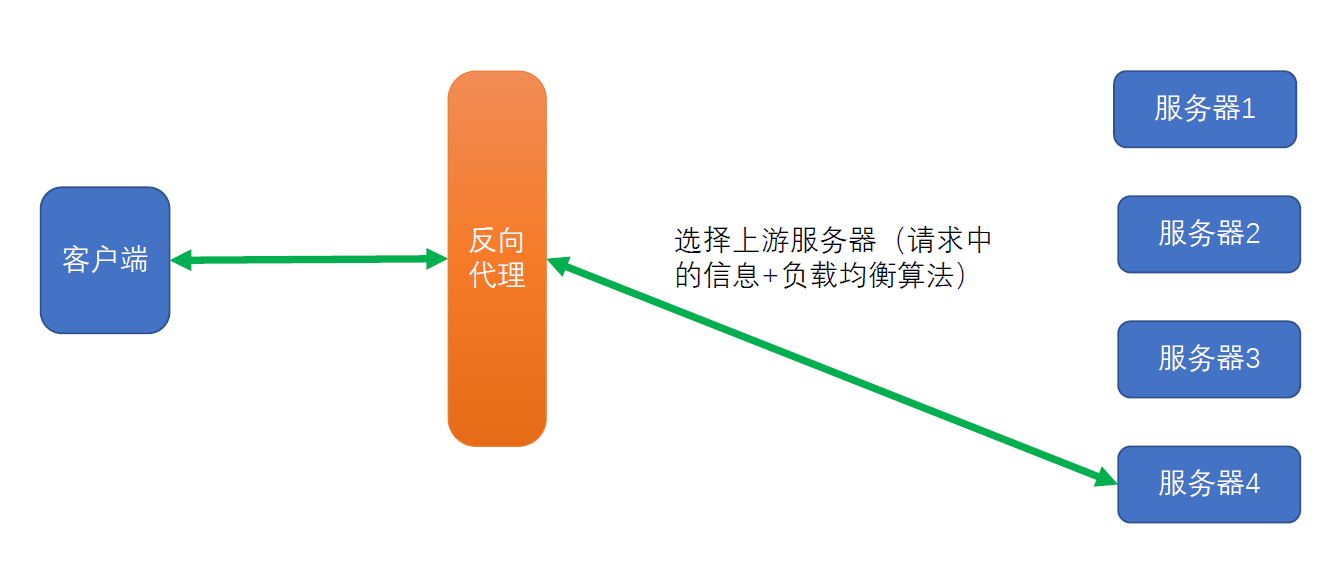 客户端
反向
代理
选择上游服务器（请求中
的信息+负载均衡算法）
服务器1
服务器2
服务器3
服务器4